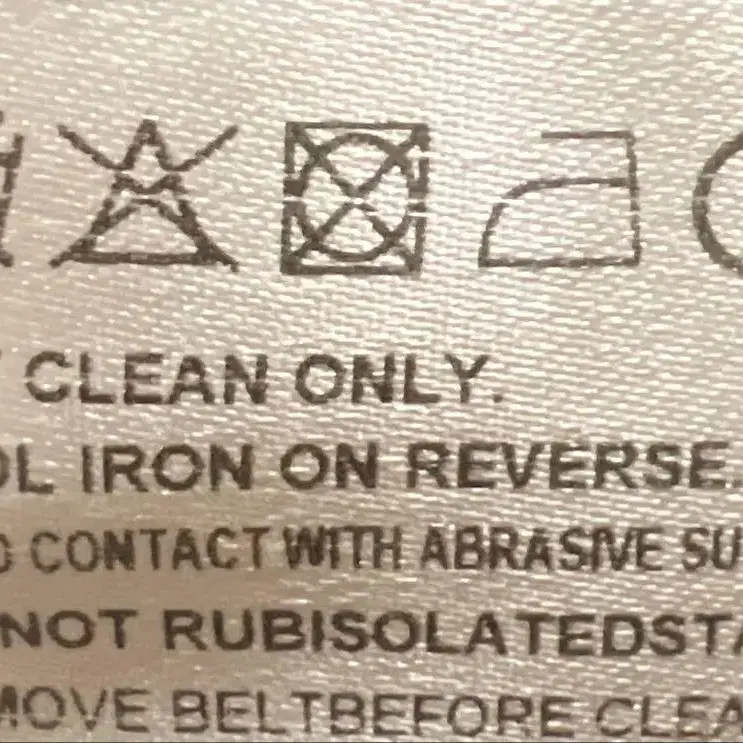 CLEAN ONLY.
OL IRON ON REVERSE.
CONTACT WITH ABRASIVE SU
NOT RUBISOLATEDSTA
MOVE BELTBEFORE CLEA